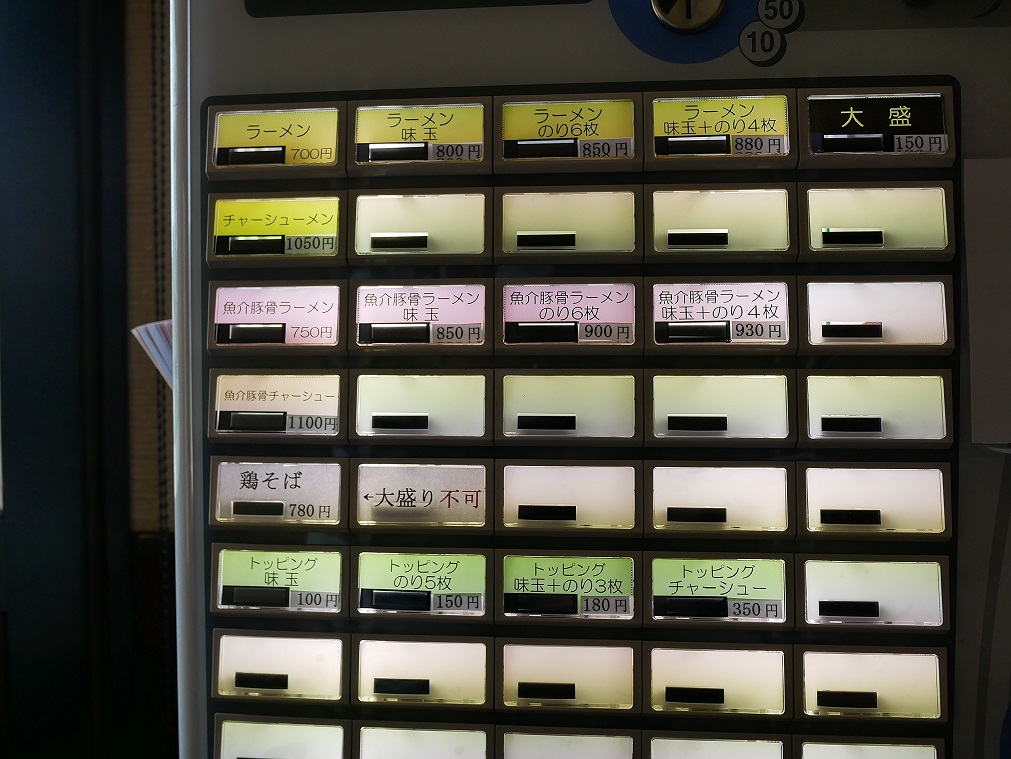 50
10
ラーメン
700円
ラーメン
味玉
800円
ラーメン
のり6枚
850円
ラーメン
味玉+のり4枚
880円
大盛
150円
チャーシューメン
1050円
魚介豚骨ラーメン
750円
魚介豚骨ラーメン
味玉
850円
魚介豚骨ラーメン
のり6枚
900円
魚介豚骨ラーメン
味玉+のり4枚
930円
魚介豚骨チャーシュー
1100円
鶏そば
780円
←大盛り不可
トッピング
味玉
100円
トッピング
のり5枚
150円
トッピング
味玉+のり3枚
180円
トッピング
チャーシュー
350円